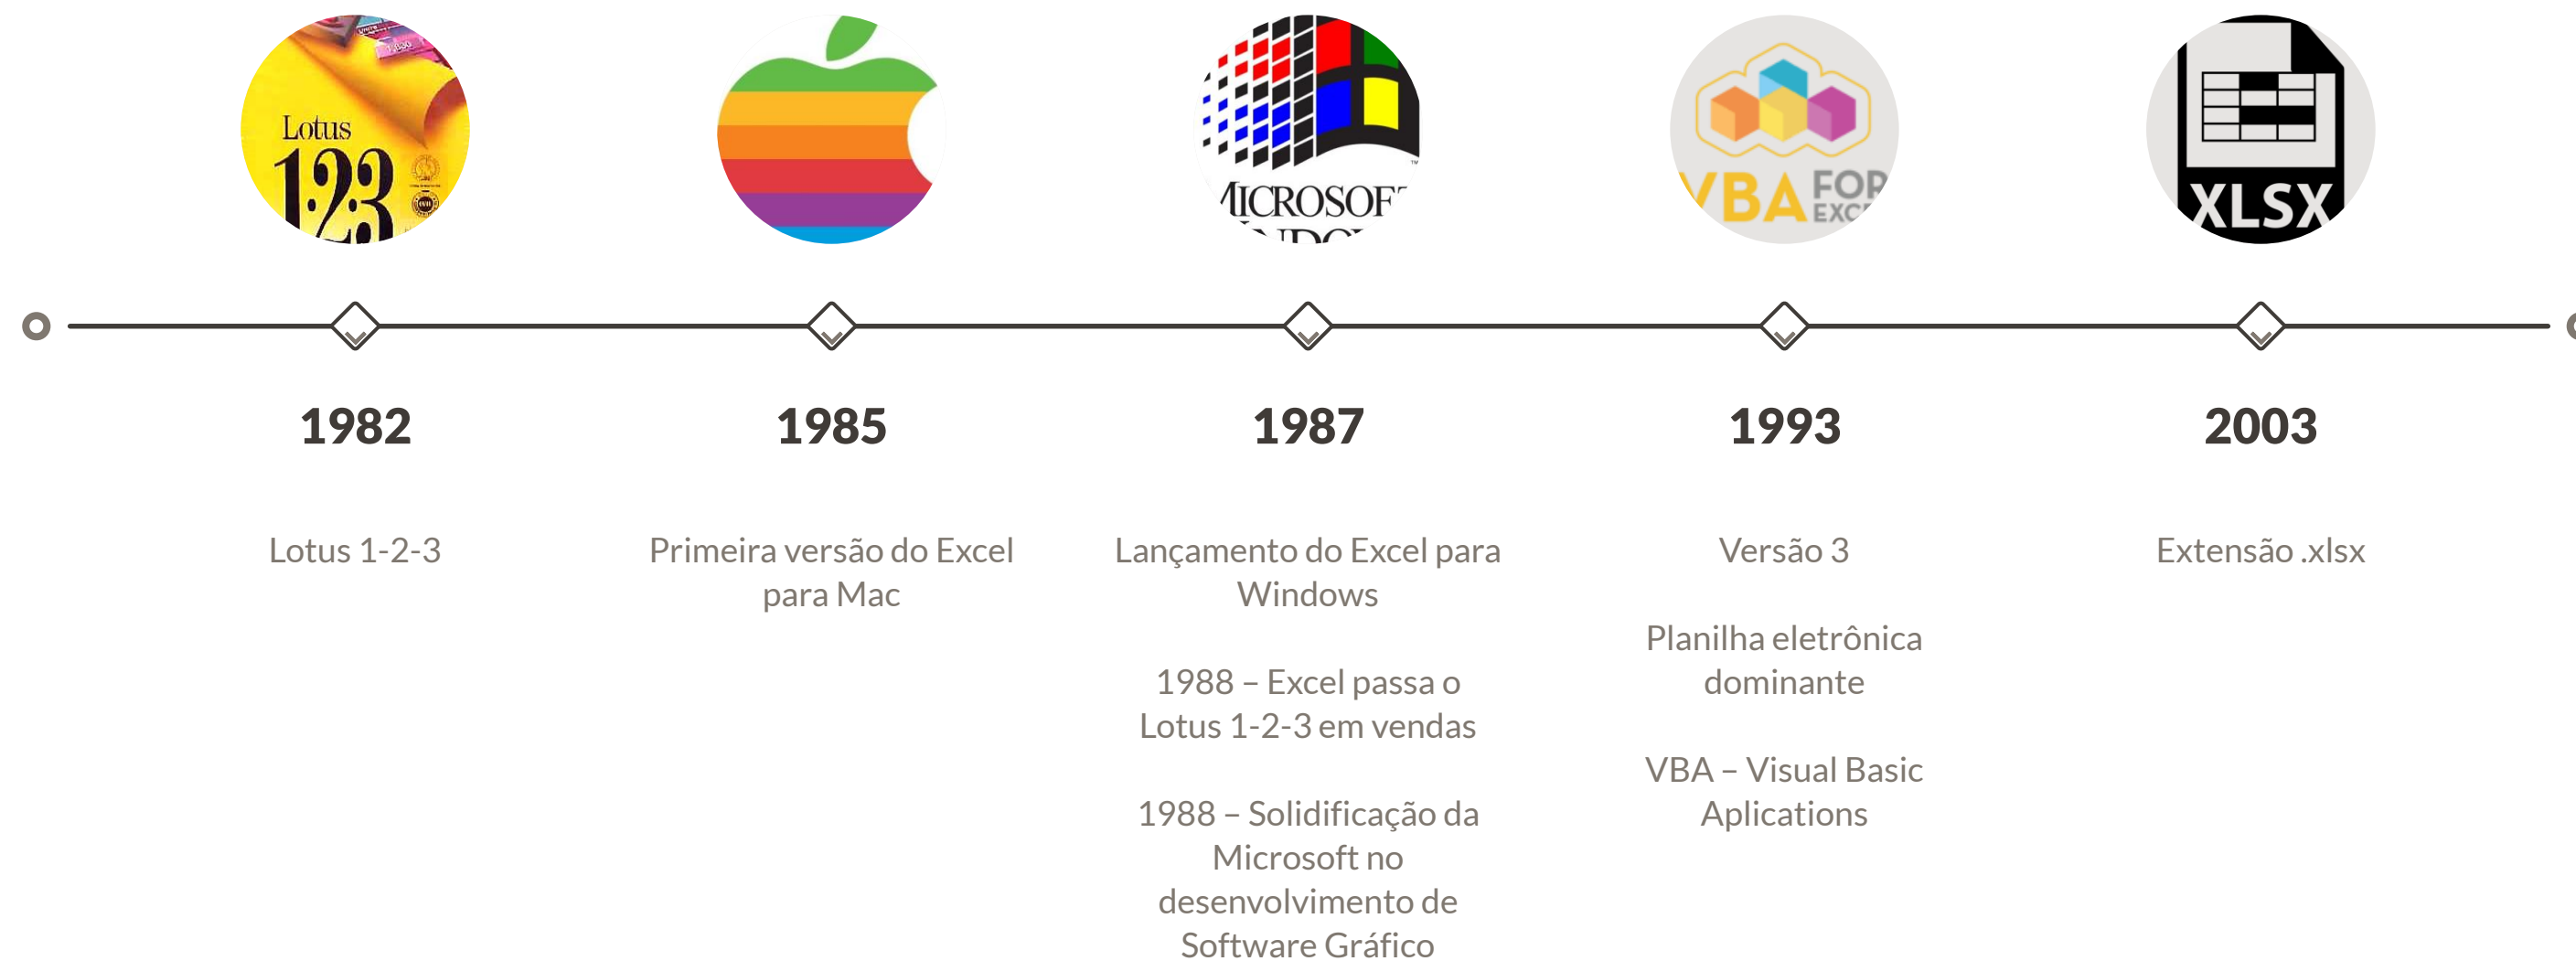 Lotus
123
MICROSOFT
VBA FOR
XLSX
1982
1985
1987
1993
2003
Lotus 1-2-3
Primeira versão do Excel
para Mac
Lançamento do Excel para
Windows
1988 – Excel passa o
Lotus 1-2-3 em vendas
1988 – Solidificação da
Microsoft no
desenvolvimento de
Software Gráfico
Versão 3
Planilha eletrônica
dominante
VBA – Visual Basic
Aplications
Extensão .xlsx